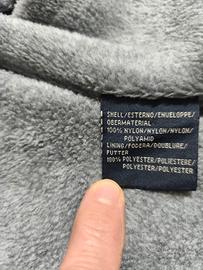 SHELL/ESTERNO/ENVELOPPE/
OBERMATERIAL
100% NYLON/NYLON/NYLON/
POLYAMID
LINING/FODERA/DOUBLURE/
FUTTER
100% POLYESTER/POLIESTERE/
POLYESTER/POLYESTER